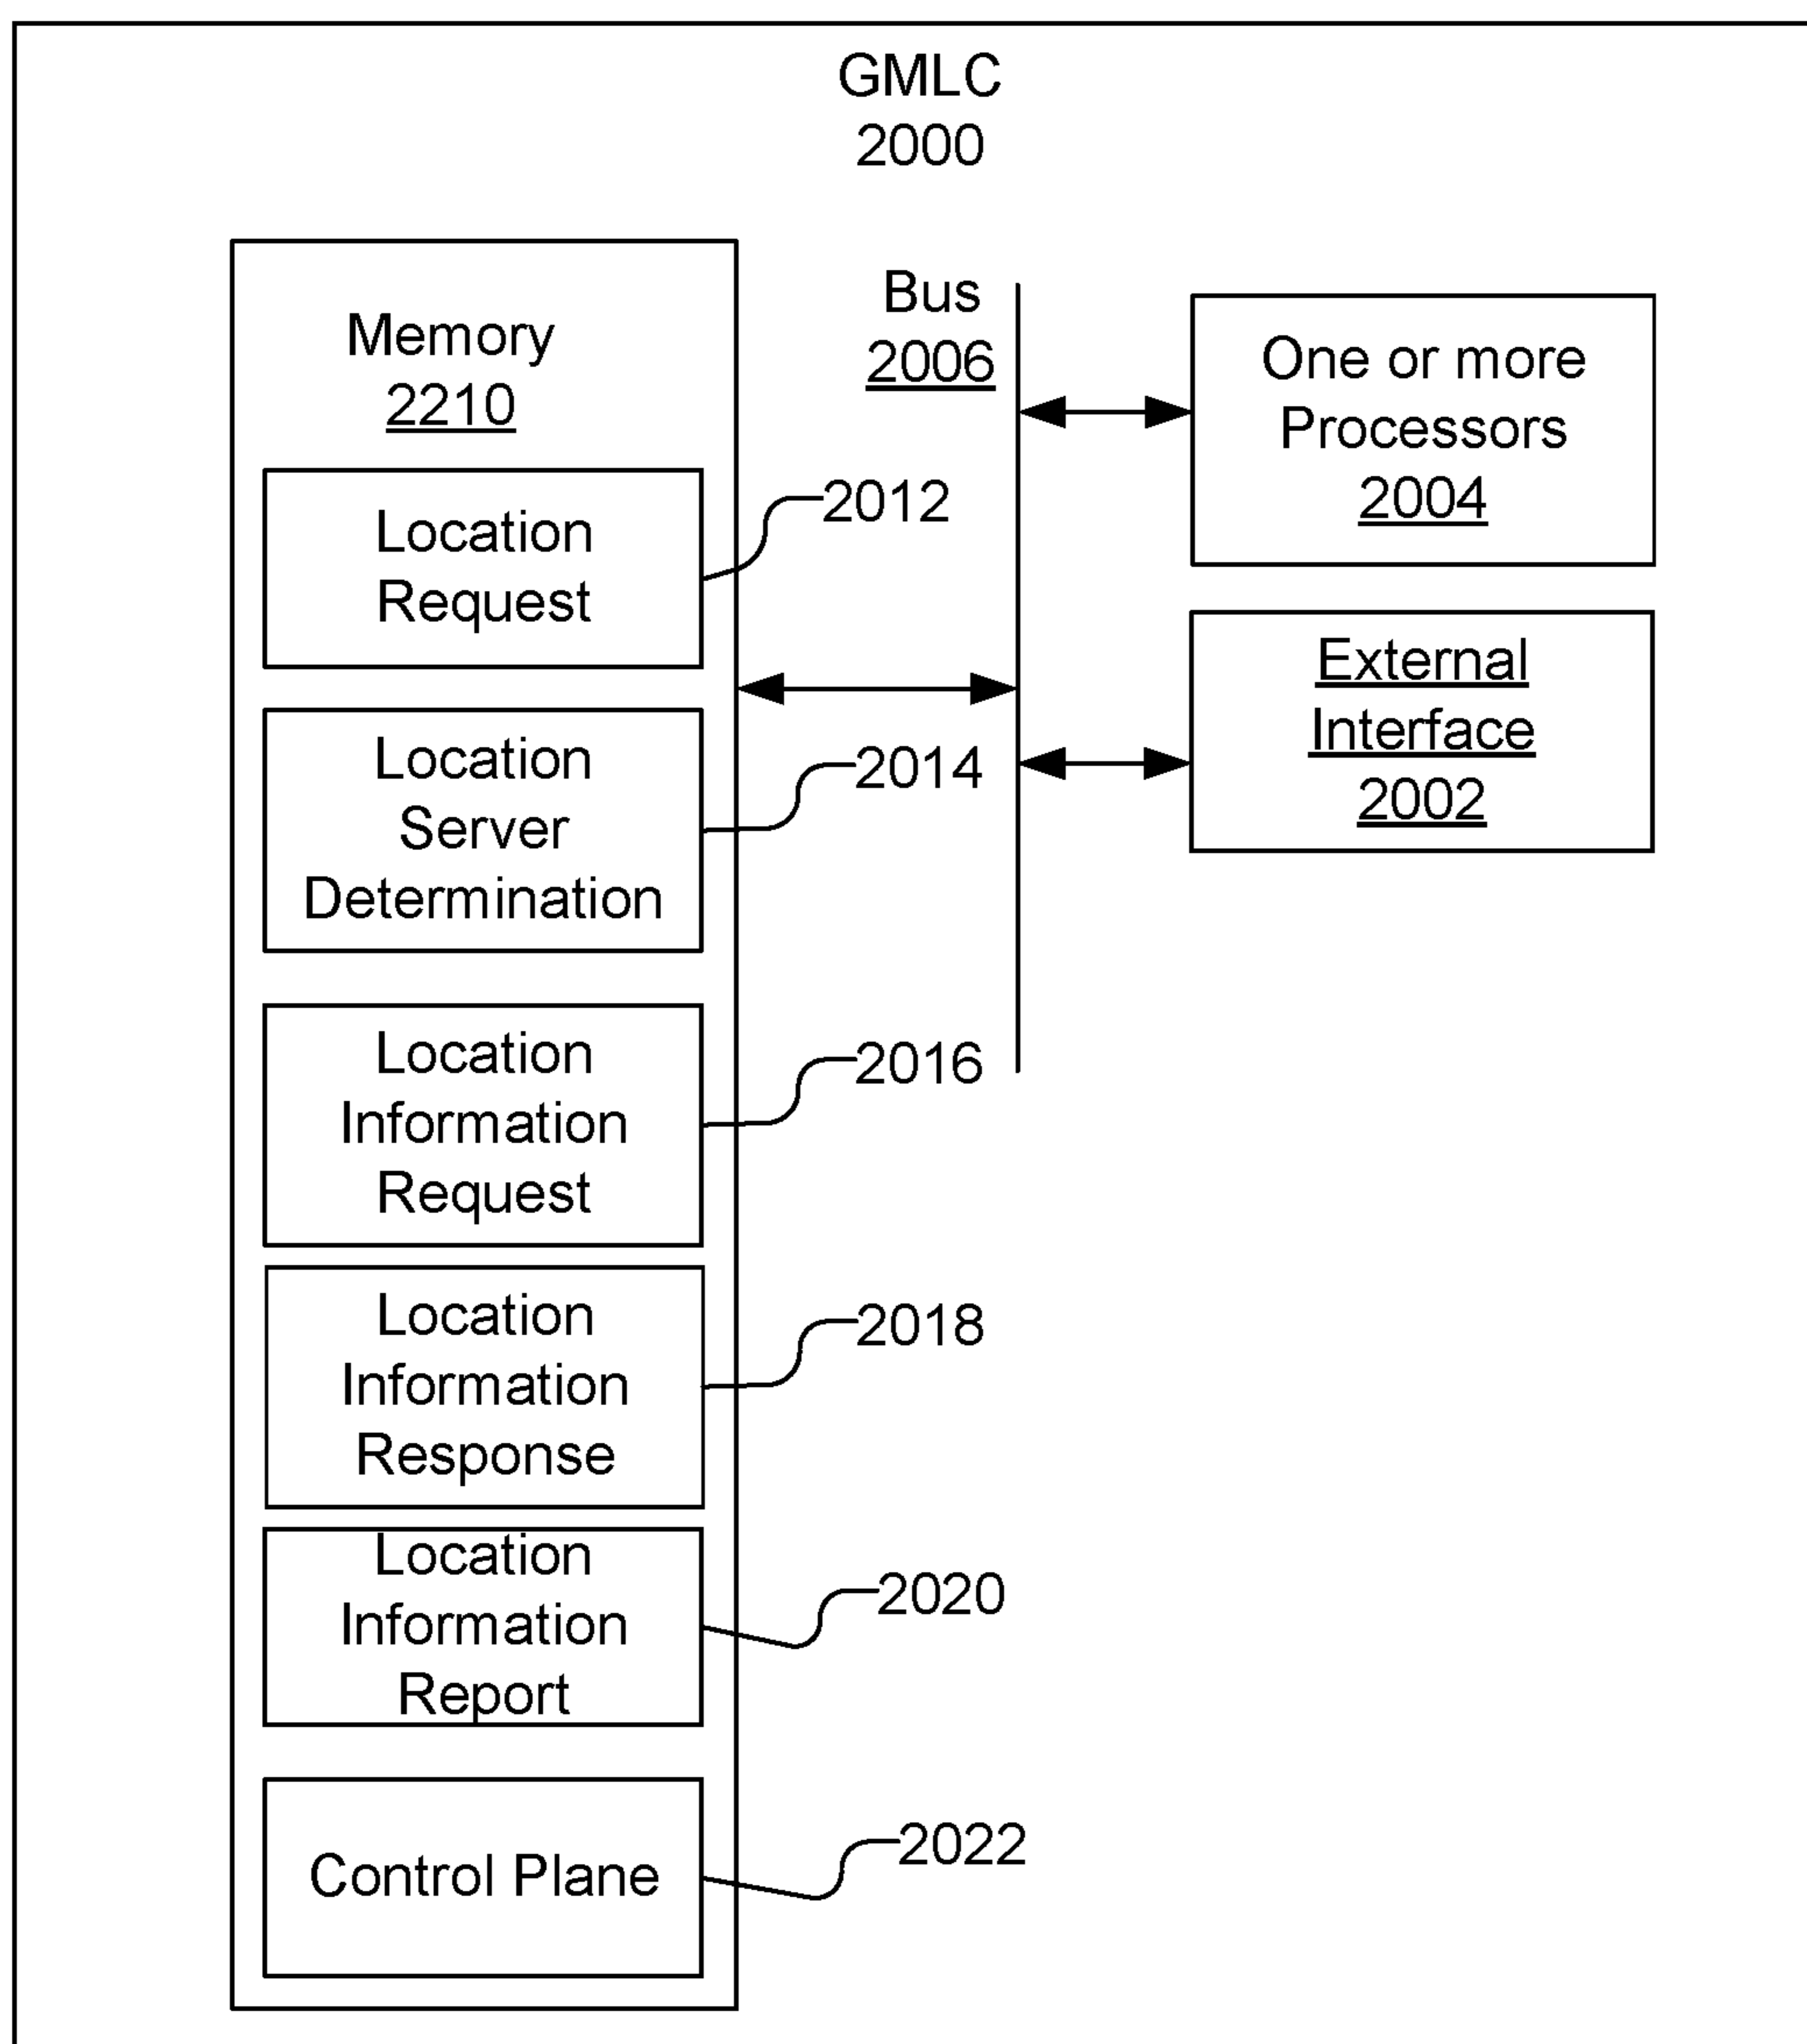 GMLC
2000
Memory
2210
Bus
2006
One or more
Processors
2004
Location
Request
2012
External
Interface
2002
Location
Server
Determination
2014
Location
Information
Request
2016
Location
Information
Response
2018
Location
Information
Report
2020
Control Plane
2022